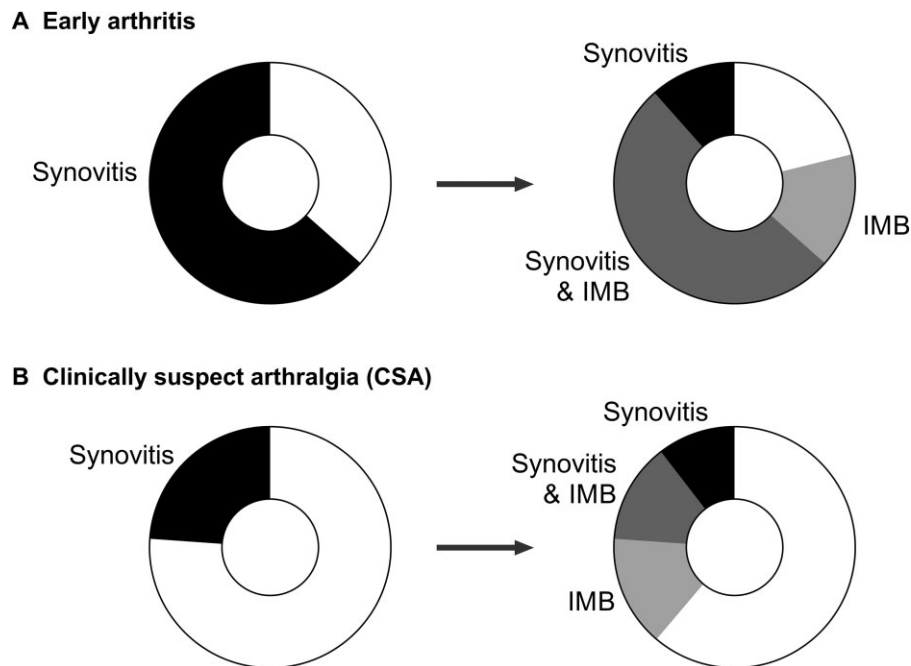 A Early arthritis
Synovitis
Synovitis
Synovitis
& IMB
IMB
B Clinically suspect arthralgia (CSA)
Synovitis
Synovitis
Synovitis
& IMB
IMB